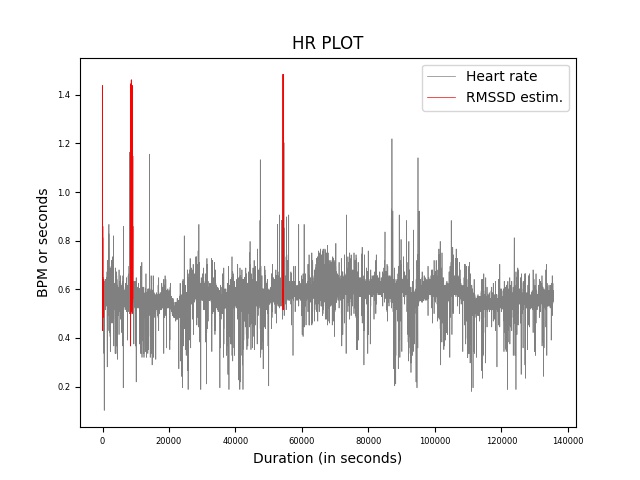 HR PLOT
Heart rate
RMSSD estim.
BPM or seconds
1.4
1.2
1.0
0.8
0.6
0.4
0.2
0 20000 40000 60000 80000 100000 120000 140000
Duration (in seconds)